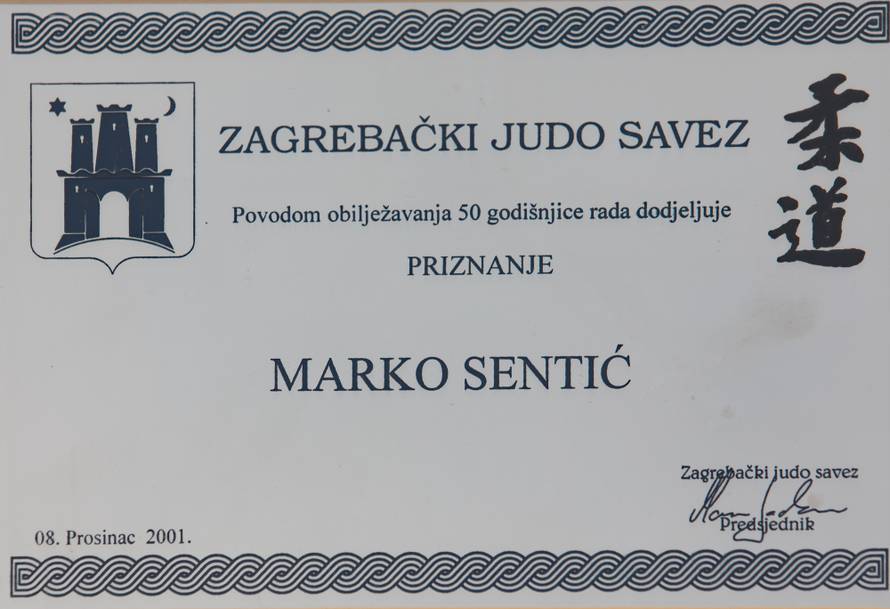 ZAGREBAČKI JUDO SAVEZ
柔道
Povodom obilježavanja 50 godišnjice rada dodjeljuje
PRIZNANJE
MARKO SENTIĆ
Zagrebački judo savez
Predsjednik
08. Prosinac 2001.